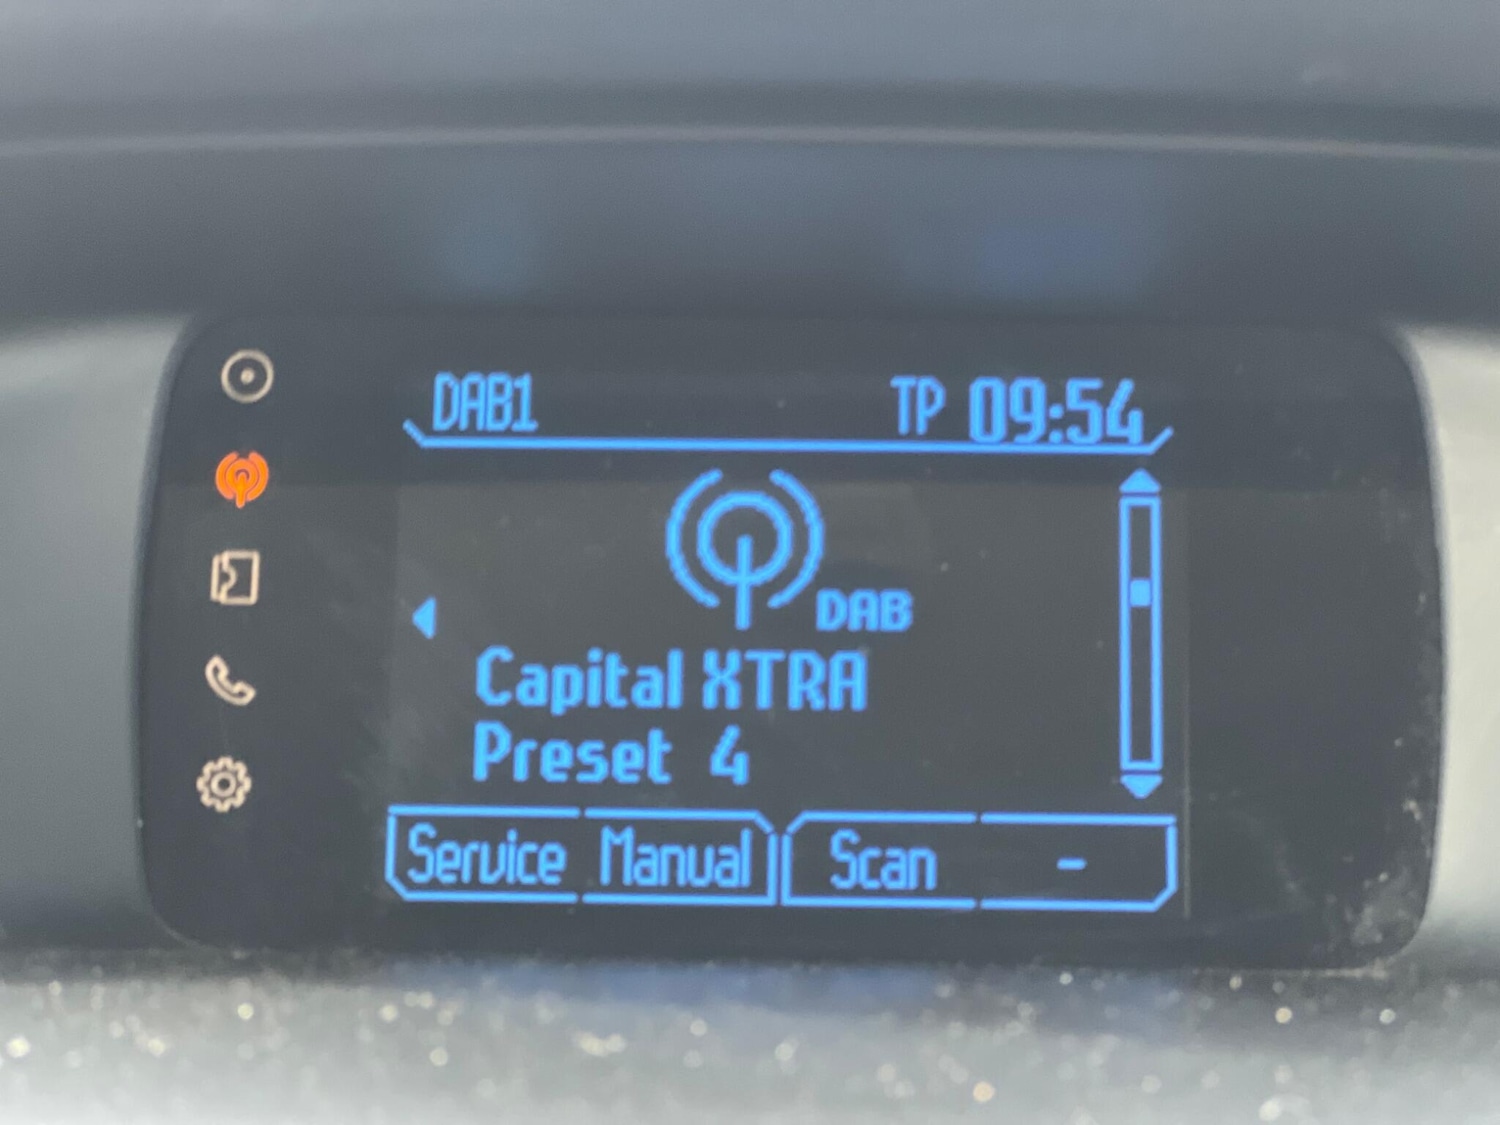 DAB1 TP 09:54
DAB
Capital XTRA
Preset 4
Service Manual Scan -